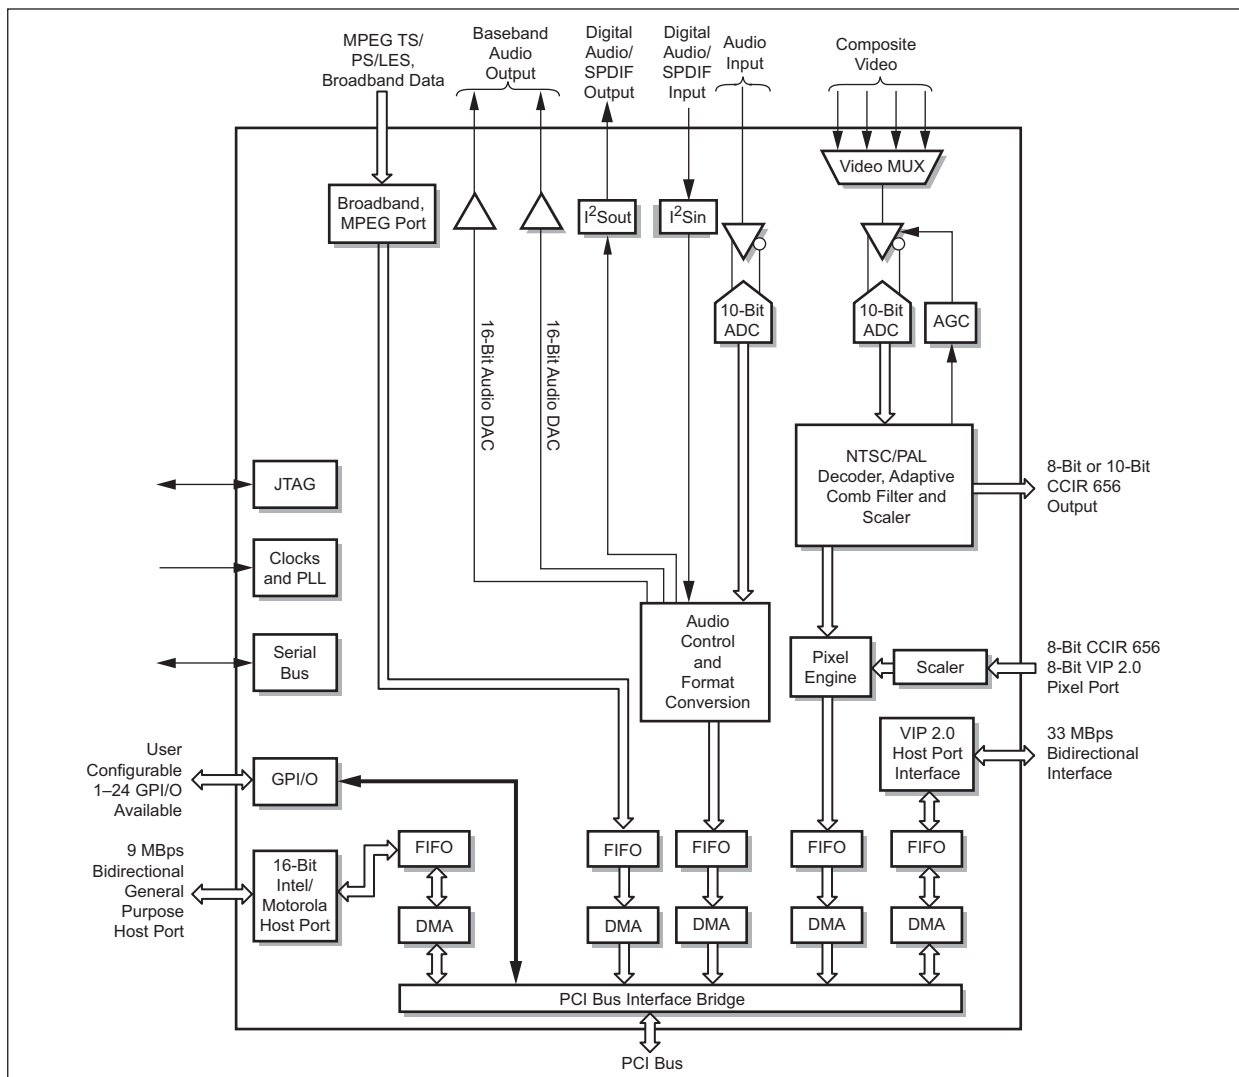 MPEG TS/
PS/LES,
Broadband Data
Baseband
Audio
Output
Digital
Audio/
SPDIF
Output
Digital
Audio/
SPDIF
Input
Audio
Input
Composite
Video
Video MUX
Broadband,
MPEG Port
I²Sout
I²Sin
10-Bit
ADC
10-Bit
ADC
AGC
16-Bit Audio DAC
16-Bit Audio DAC
NTSC/PAL
Decoder, Adaptive
Comb Filter and
Scaler
8-Bit or 10-Bit
CCIR 656
Output
JTAG
Clocks
and PLL
Serial
Bus
Audio
Control
and
Format
Conversion
Pixel
Engine
Scaler
8-Bit CCIR 656
8-Bit VIP 2.0
Pixel Port
VIP 2.0
Host Port
Interface
33 MBps
Bidirectional
Interface
User
Configurable
1–24 GPI/O
Available
GPI/O
9 MBps
Bidirectional
General
Purpose
Host Port
16-Bit
Intel/
Motorola
Host Port
FIFO
FIFO
FIFO
FIFO
FIFO
DMA
DMA
DMA
DMA
DMA
PCI Bus Interface Bridge
PCI Bus